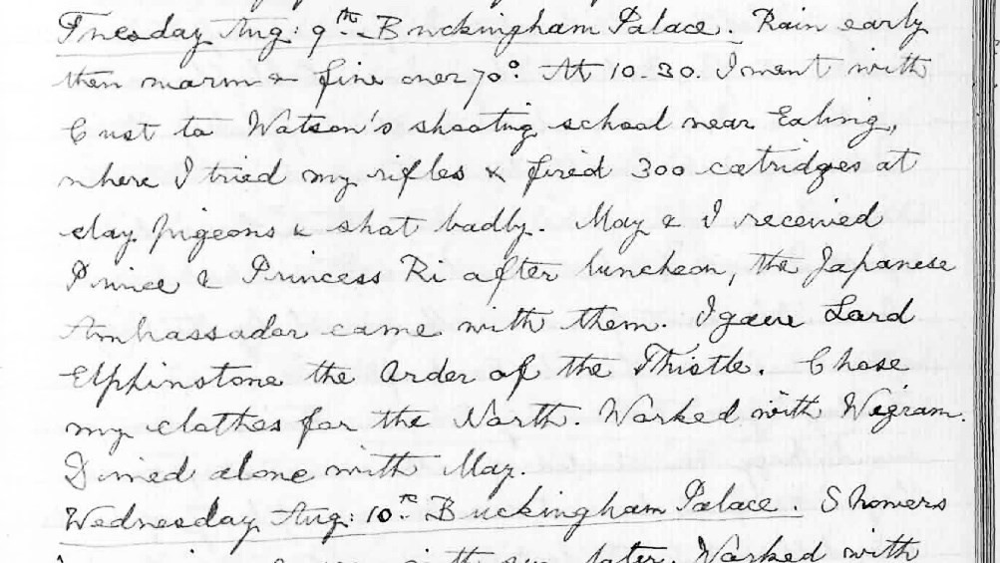 Tuesday Aug: 9th Buckingham Palace. Rain early
then warm & fine over 70° At 10.30. I went with
Cust to Watson's shooting school near Ealing,
where I tried my rifles & fired 300 catridges at
clay pigeons & shot badly. May & I received
Prince & Princess Ri after luncheon, the Japanese
Ambassador came with them. I gave Lord
Elphinstone the Order of the Thistle. Chose
my clothes for the North. Worked with Wigram.
Dined alone with May.
Wednesday Aug: 10th Buckingham Palace. Showers
later. Worked with